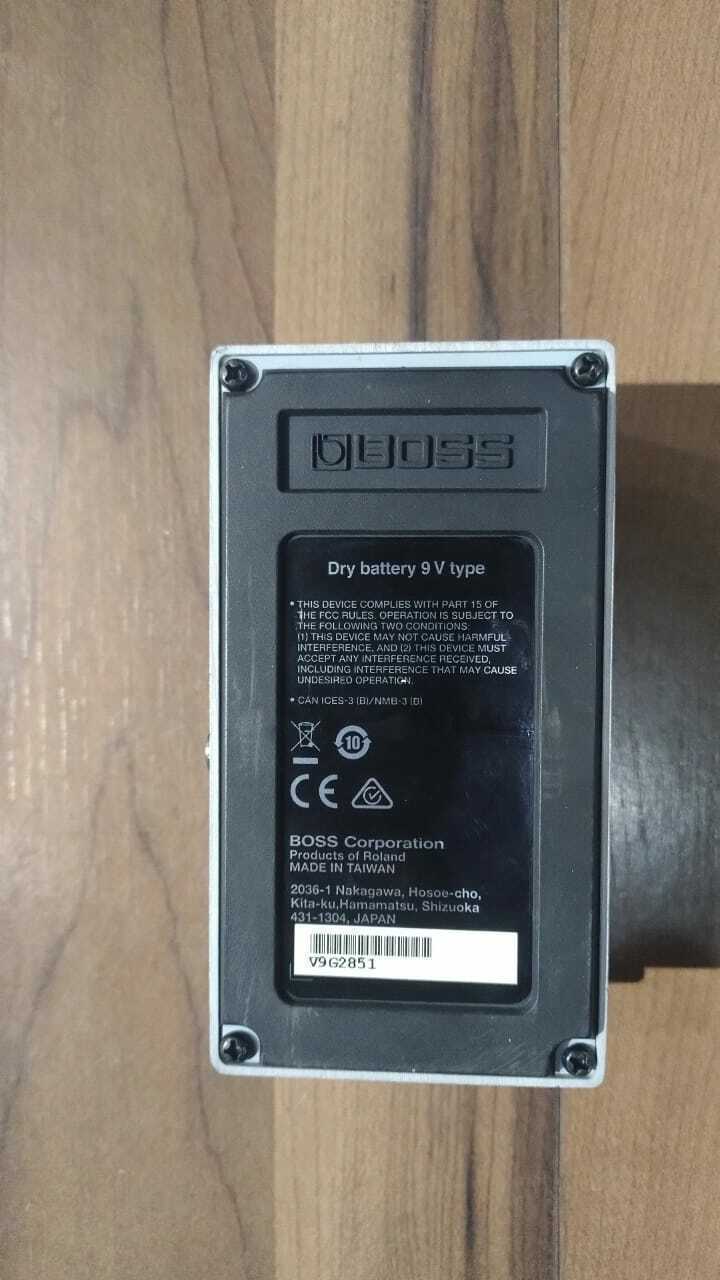 BOSS
Dry battery 9 V type
• THIS DEVICE COMPLIES WITH PART 15 OF
THE FCC RULES. OPERATION IS SUBJECT TO
THE FOLLOWING TWO CONDITIONS:
(1) THIS DEVICE MAY NOT CAUSE HARMFUL
INTERFERENCE, AND (2) THIS DEVICE MUST
ACCEPT ANY INTERFERENCE RECEIVED,
INCLUDING INTERFERENCE THAT MAY CAUSE
UNDESIRED OPERATION.
• CAN ICES-3 (B)/NMB-3 (B)
10
CE
BOSS Corporation
Products of Roland
MADE IN TAIWAN
2036-1 Nakagawa, Hosoe-cho,
Kita-ku,Hamamatsu, Shizuoka
431-1304, JAPAN
V9G2851